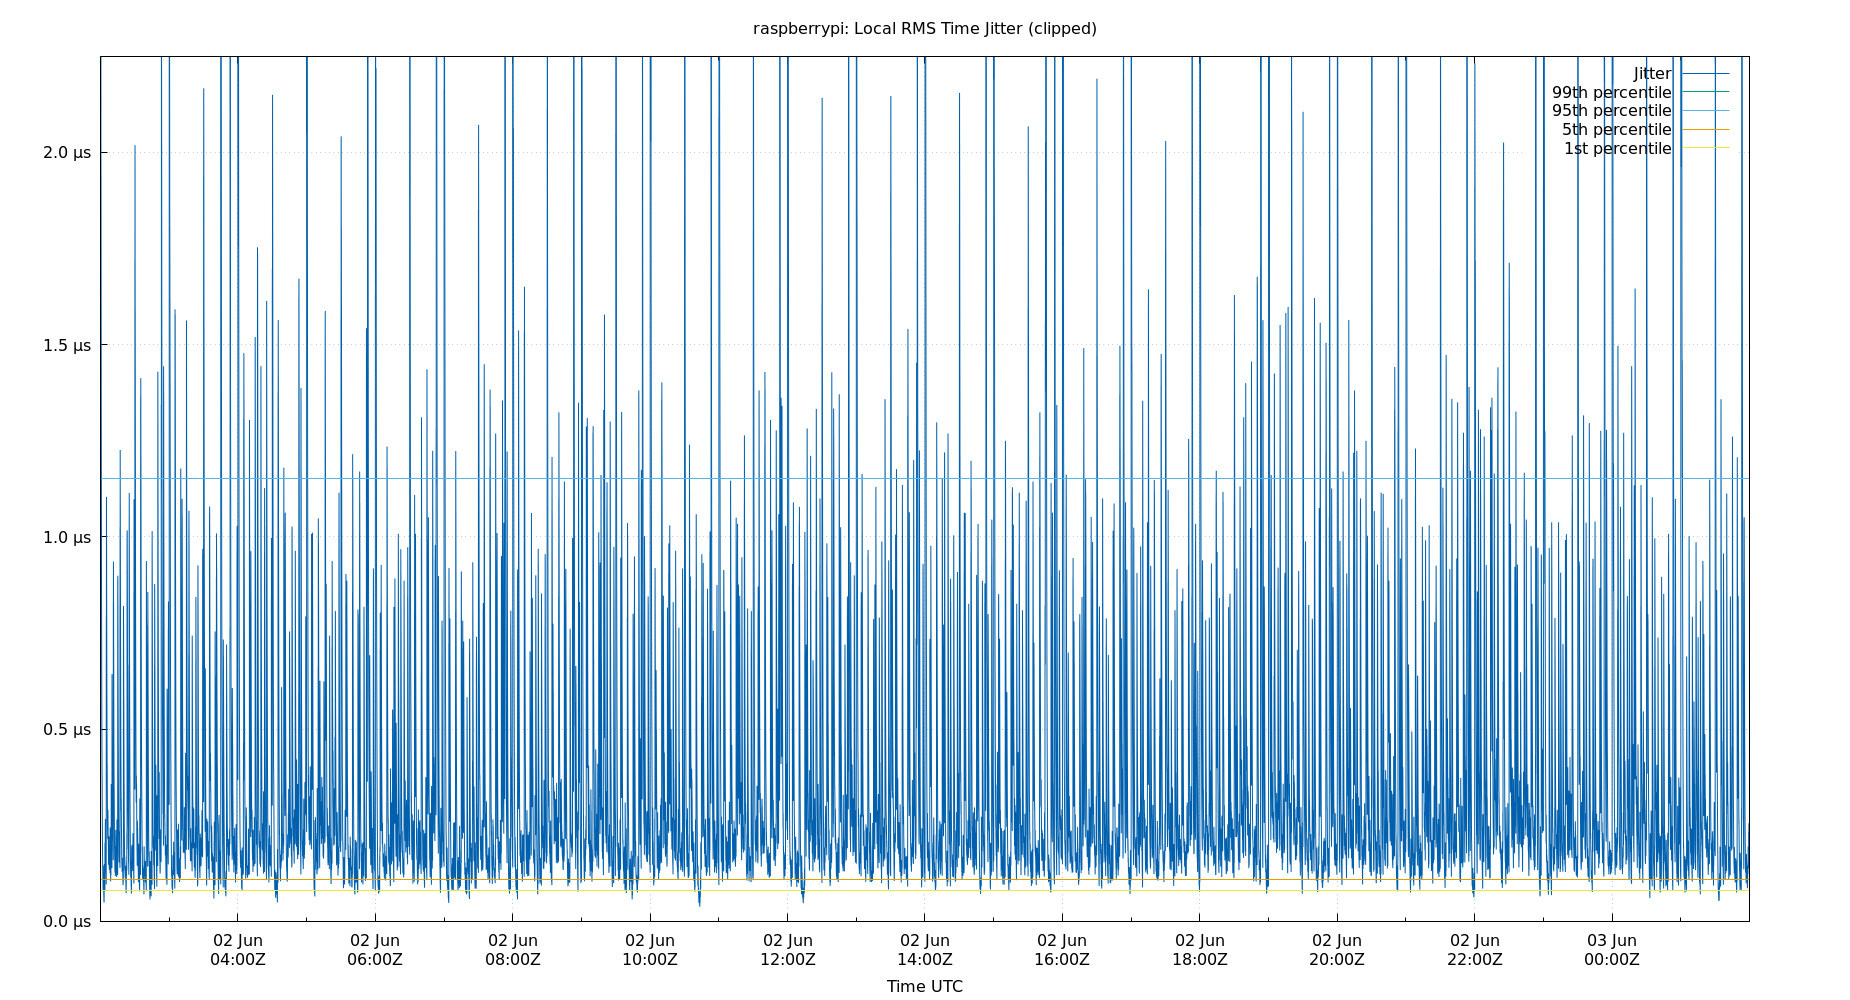 raspberrypi: Local RMS Time Jitter (clipped)
Jitter
99th percentile
95th percentile
5th percentile
1st percentile
2.0 µs
1.5 µs
1.0 µs
0.5 µs
0.0 µs
02 Jun 02 Jun 02 Jun 02 Jun 02 Jun 02 Jun 02 Jun 02 Jun 02 Jun 02 Jun 03 Jun
04:00Z 06:00Z 08:00Z 10:00Z 12:00Z 14:00Z 16:00Z 18:00Z 20:00Z 22:00Z 00:00Z
Time UTC